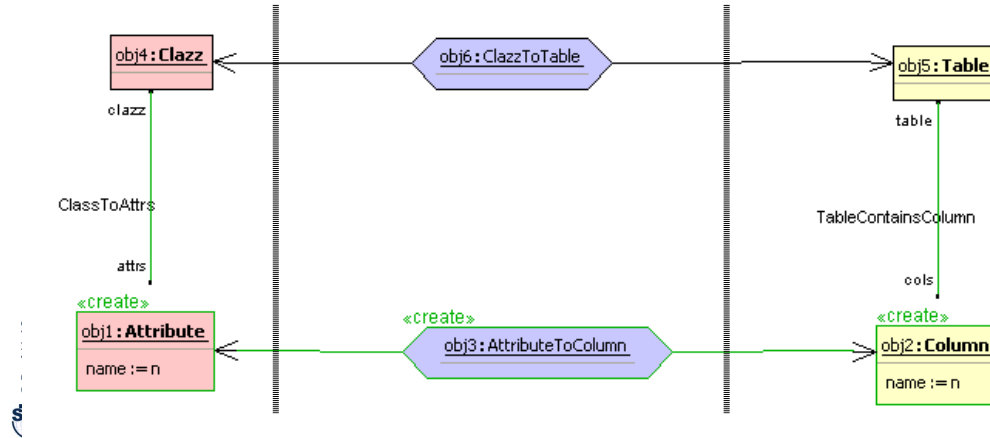 obj4:Clazz
obj6:ClazzToTable
obj5:Table
clazz
table
ClassToAttrs
TableContainsColumn
attrs
cols
«create»
«create»
«create»
obj1:Attribute
obj3:AttributeToColumn
obj2:Column
name := n
name := n